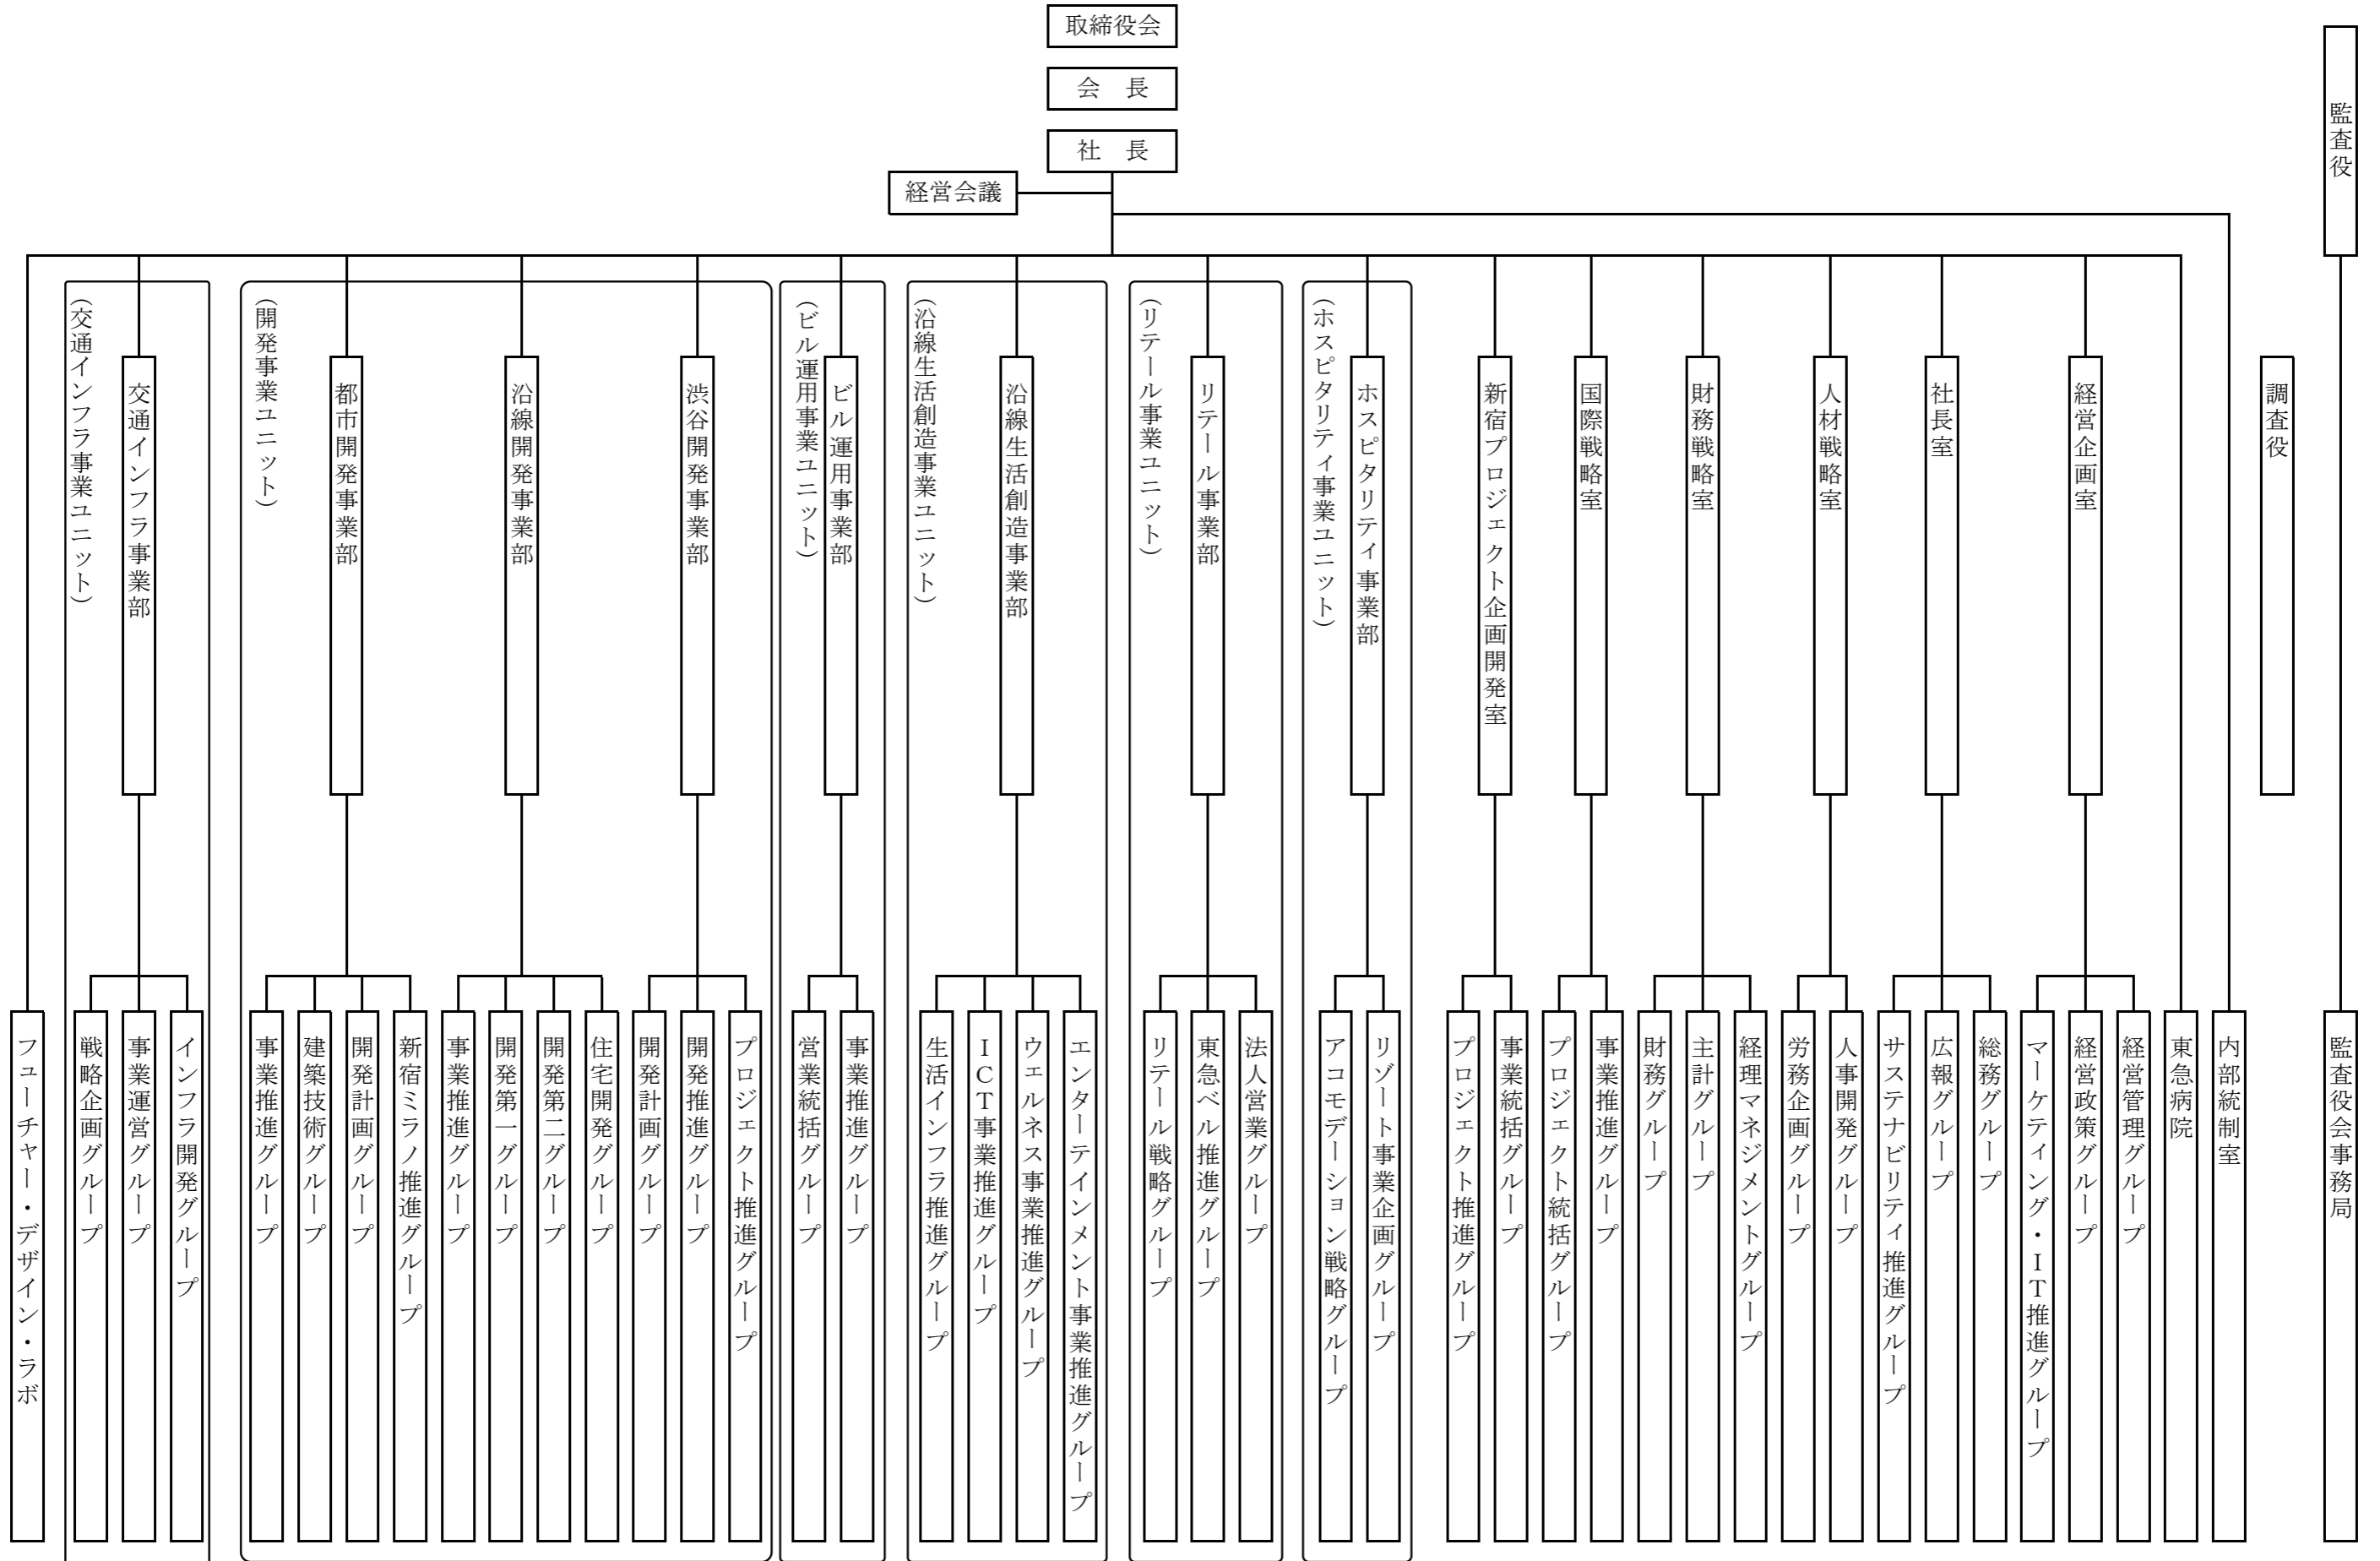 取締役会
会　長
社　長
経営会議
監査役
調査役
経営企画室
社長室
人材戦略室
財務戦略室
国際戦略室
新宿プロジェクト企画開発室
ホスピタリティ事業部
(ホスピタリティ事業ユニット)
リテール事業部
(リテール事業ユニット)
沿線生活創造事業部
(沿線生活創造事業ユニット)
ビル運用事業部
(ビル運用事業ユニット)
渋谷開発事業部
沿線開発事業部
都市開発事業部
(開発事業ユニット)
交通インフラ事業部
(交通インフラ事業ユニット)
監査役会事務局
内部統制室
東急病院
経営管理グループ
経営政策グループ
マーケティング・IT推進グループ
総務グループ
広報グループ
サステナビリティ推進グループ
人事開発グループ
労務企画グループ
経理マネジメントグループ
主計グループ
財務グループ
事業推進グループ
プロジェクト統括グループ
事業統括グループ
プロジェクト推進グループ
リゾート事業企画グループ
アコモデーション戦略グループ
法人営業グループ
東急ベル推進グループ
リテール戦略グループ
エンターテインメント事業推進グループ
ウェルネス事業推進グループ
ICT事業推進グループ
生活インフラ推進グループ
事業推進グループ
営業統括グループ
プロジェクト推進グループ
開発推進グループ
開発計画グループ
住宅開発グループ
開発第二グループ
開発第一グループ
事業推進グループ
新宿ミラノ推進グループ
開発計画グループ
建築技術グループ
事業推進グループ
インフラ開発グループ
事業運営グループ
戦略企画グループ
フューチャー・デザイン・ラボ